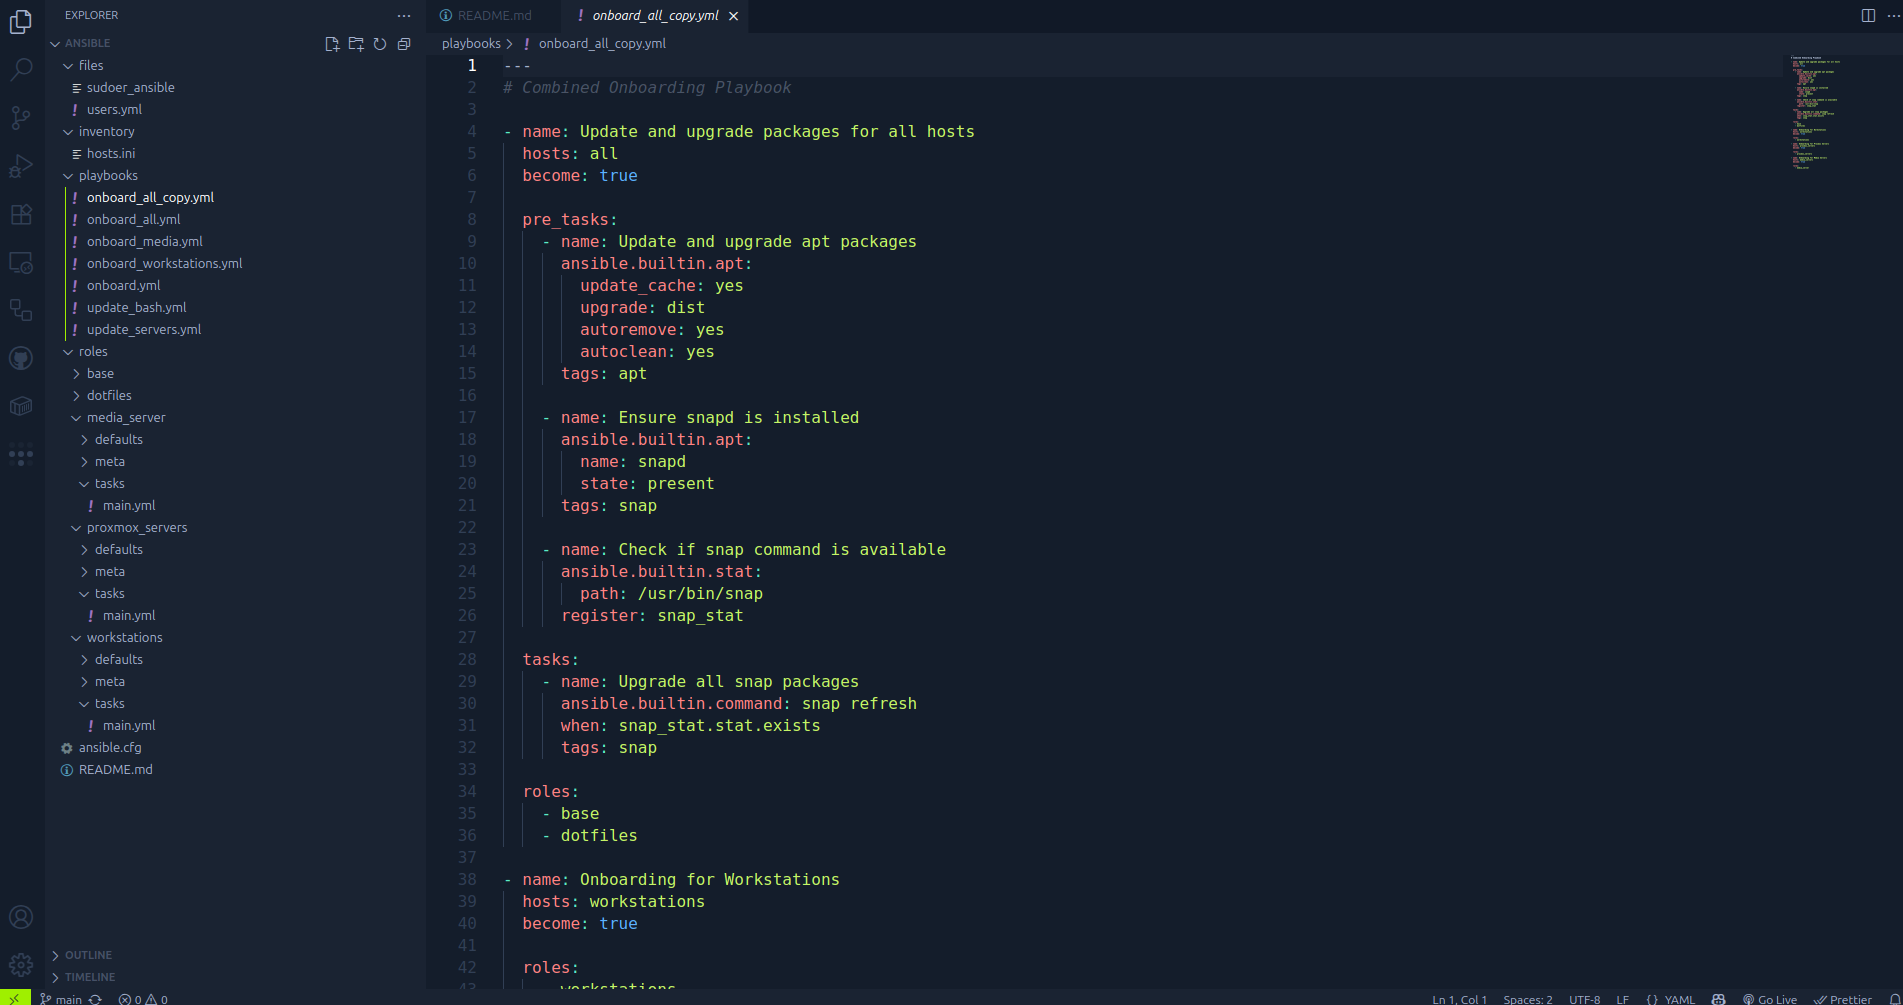 EXPLORER
ANSIBLE
files
sudoer_ansible
users.yml
inventory
hosts.ini
playbooks
onboard_all_copy.yml
onboard_all.yml
onboard_media.yml
onboard_workstations.yml
onboard.yml
update_bash.yml
update_servers.yml
roles
base
dotfiles
media_server
defaults
meta
tasks
main.yml
proxmox_servers
defaults
meta
tasks
main.yml
workstations
defaults
meta
tasks
main.yml
ansible.cfg
README.md
OUTLINE
TIMELINE
README.md
onboard_all_copy.yml
playbooks > ! onboard_all_copy.yml
1 ---
2 # Combined Onboarding Playbook
3
4 - name: Update and upgrade packages for all hosts
5 hosts: all
6 become: true
7
8 pre_tasks:
9 - name: Update and upgrade apt packages
10 ansible.builtin.apt:
11 update_cache: yes
12 upgrade: dist
13 autoremove: yes
14 autoclean: yes
15 tags: apt
16
17 - name: Ensure snapd is installed
18 ansible.builtin.apt:
19 name: snapd
20 state: present
21 tags: snap
22
23 - name: Check if snap command is available
24 ansible.builtin.stat:
25 path: /usr/bin/snap
26 register: snap_stat
27
28 tasks:
29 - name: Upgrade all snap packages
30 ansible.builtin.command: snap refresh
31 when: snap_stat.stat.exists
32 tags: snap
33
34 roles:
35 - base
36 - dotfiles
37
38 - name: Onboarding for Workstations
39 hosts: workstations
40 become: true
41
42 roles:
43 - workstations
main 0 0
Ln 1, Col 1 Spaces: 2 UTF-8 LF {} YAML Go Live Prettier